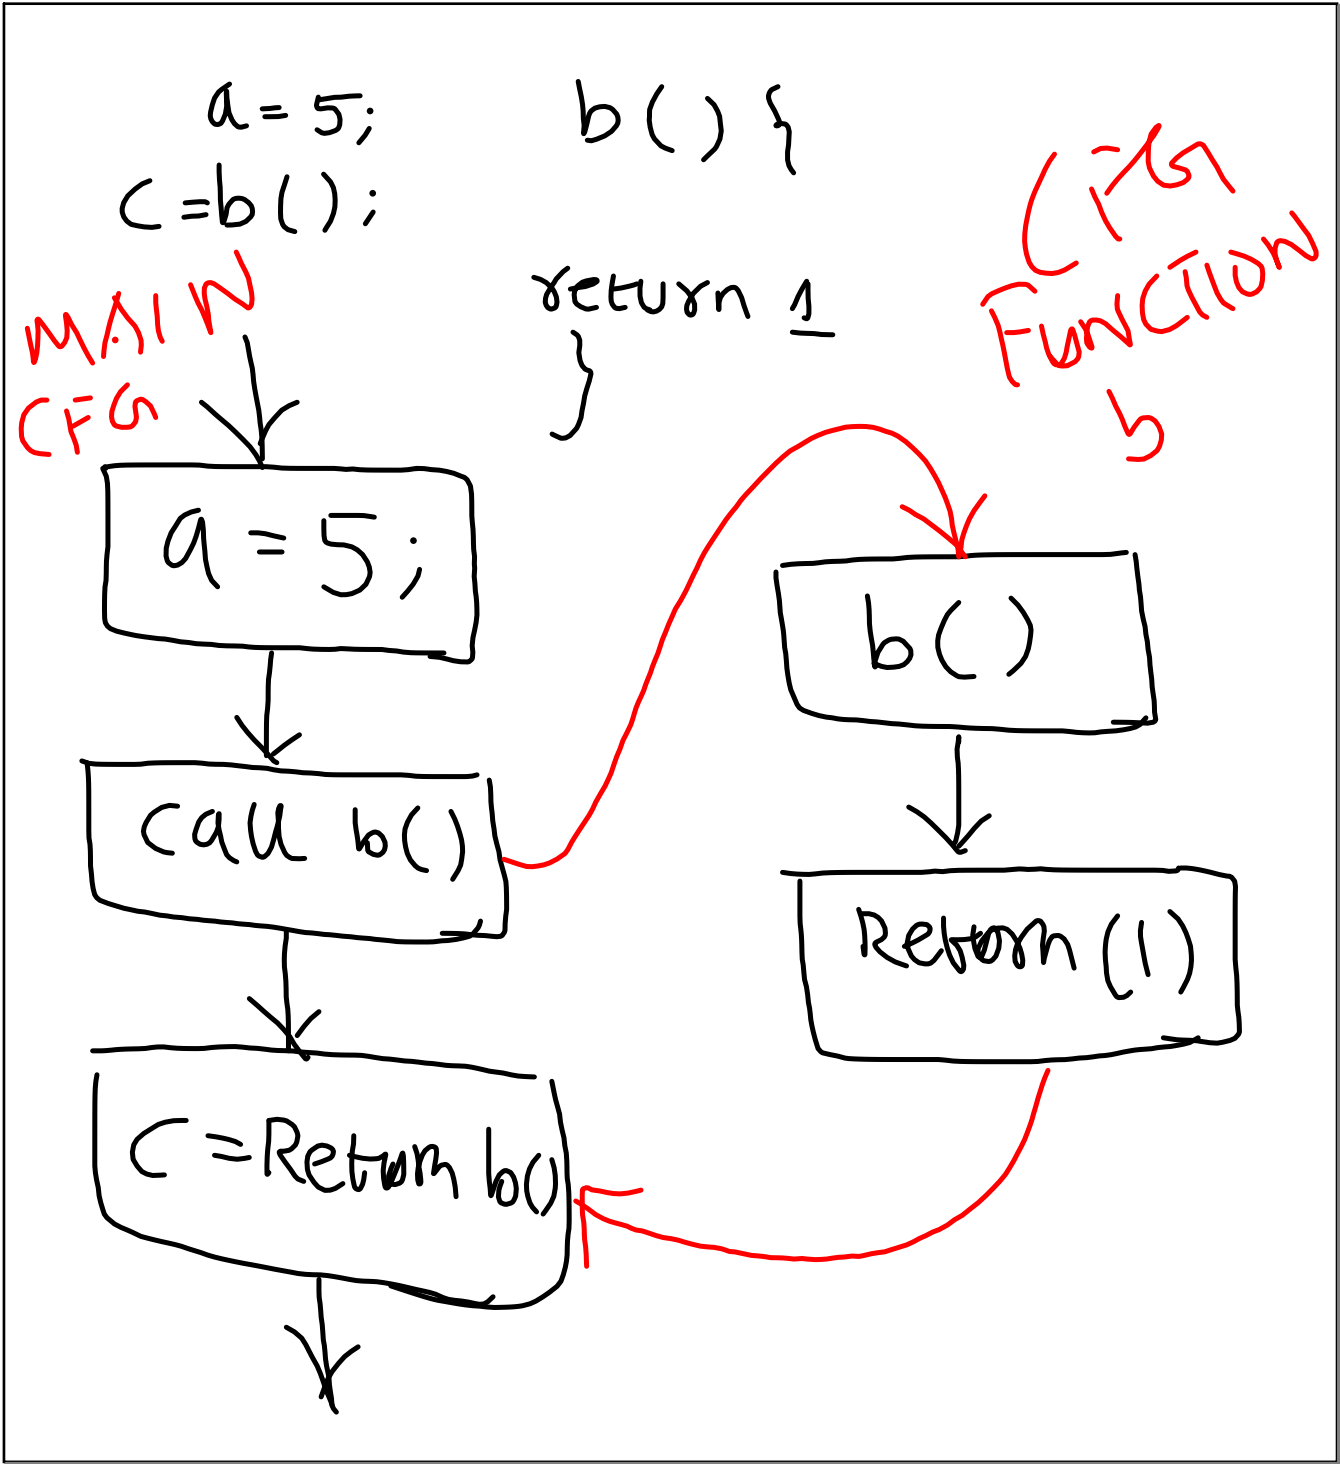 a = 5;
c = b();
b() {
return 1
}
MAIN
CFG
CFG
FUNCTION
b
a = 5;
call b()
c = Return b()
b()
Return (1)